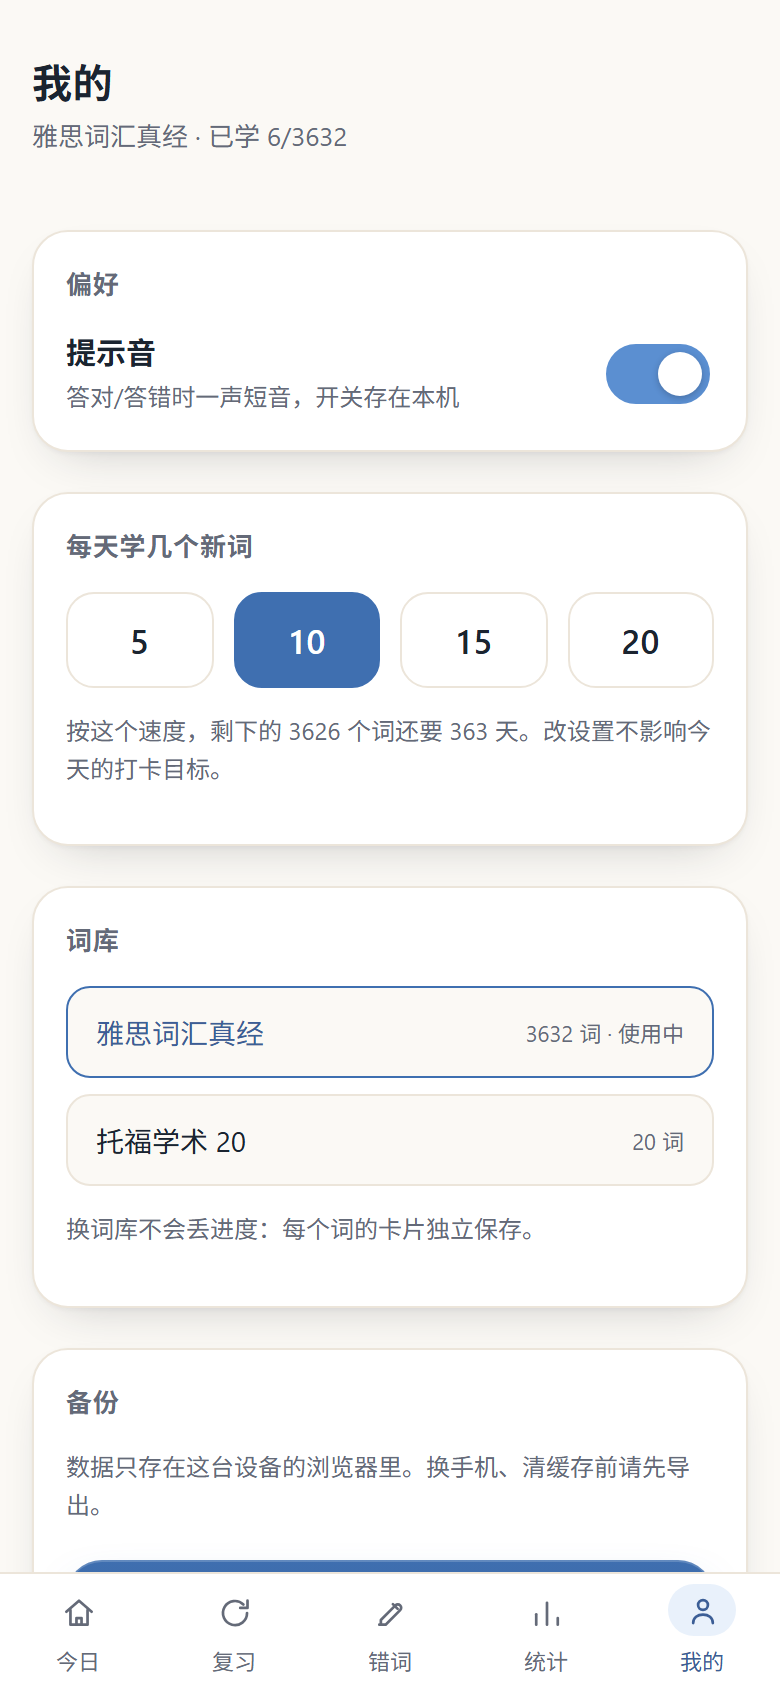 我的
雅思词汇真经 · 已学 6/3632
偏好
提示音
答对/答错时一声短音，开关存在本机
每天学几个新词
5 10 15 20
按这个速度，剩下的 3626 个词还要 363 天。改设置不影响今
天的打卡目标。
词库
雅思词汇真经 3632 词 · 使用中
托福学术 20 20 词
换词库不会丢进度：每个词的卡片独立保存。
备份
数据只存在这台设备的浏览器里。换手机、清缓存前请先导
出。
今日 复习 错词 统计 我的